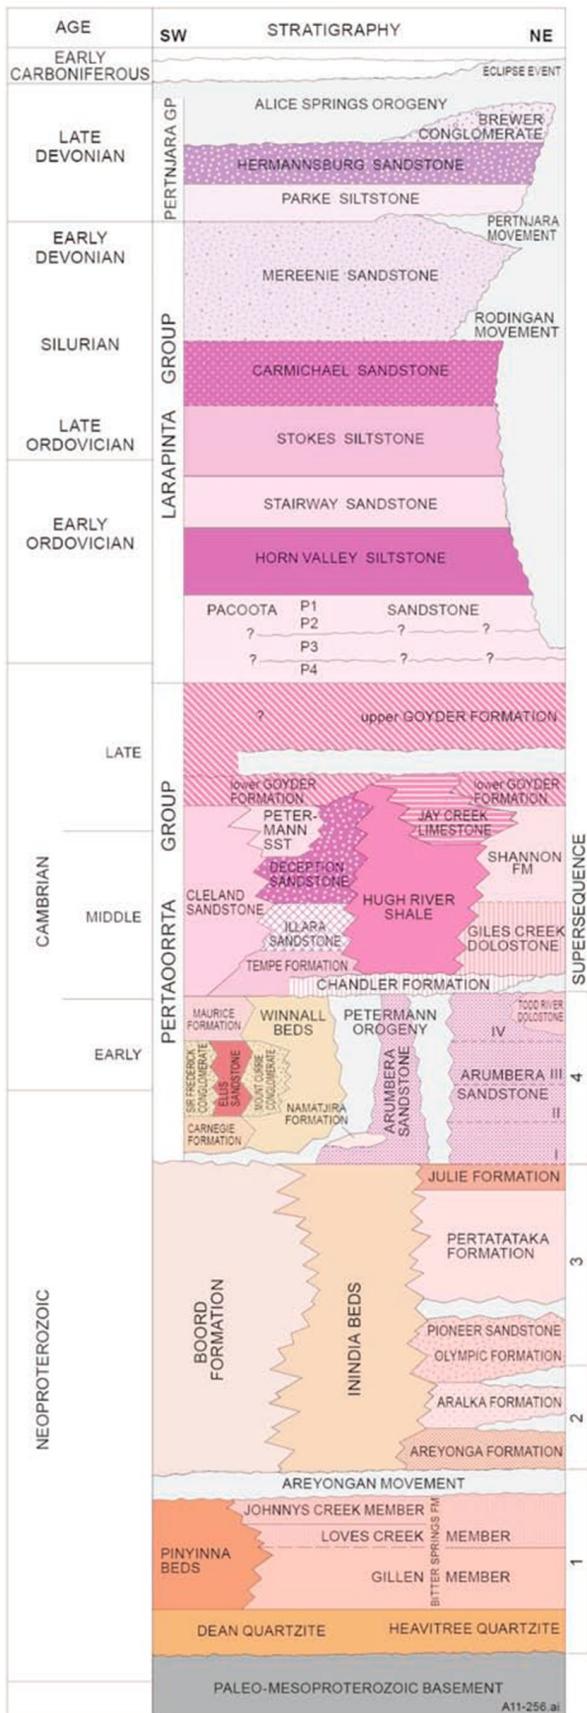 AGE
SW
STRATIGRAPHY
NE
EARLY
CARBONIFEROUS
ECLIPSE EVENT
LATE
DEVONIAN
PERTNJARA GP
ALICE SPRINGS OROGENY
BREWER
CONGLOMERATE
HERMANNSBURG SANDSTONE
PARKE SILTSTONE
EARLY
DEVONIAN
PERTNJARA
MOVEMENT
MEREENIE SANDSTONE
RODINGAN
MOVEMENT
SILURIAN
LARAPINTA GROUP
CARMICHAEL SANDSTONE
LATE
ORDOVICIAN
STOKES SILTSTONE
STAIRWAY SANDSTONE
EARLY
ORDOVICIAN
HORN VALLEY SILTSTONE
PACOOTA P1 SANDSTONE
P2
? ? ?
P3
? ? ?
P4
CAMBRIAN
LATE
PERTAOORRTA GROUP
? upper GOYDER FORMATION
lower GOYDER
FORMATION
lower GOYDER
FORMATION
PETER-
MANN
SST
JAY CREEK
LIMESTONE
SHANNON
FM
DECEPTION
SANDSTONE
MIDDLE
CLELAND
SANDSTONE
HUGH RIVER
SHALE
ILLARA
SANDSTONE
GILES CREEK
DOLOSTONE
TEMPE FORMATION
CHANDLER FORMATION
SUPERSEQUENCE
EARLY
MAURICE
FORMATION
WINNALL
BEDS
PETERMANN
OROGENY
TODD RIVER
DOLOSTONE
IV
SIR FREDERICK
CONGLOMERATE
ELLIS
SANDSTONE
MOUNT CURRIE
CONGLOMERATE
ARUMBERA
SANDSTONE
ARUMBERA III
SANDSTONE
II
I
4
NAMATJIRA
FORMATION
CARNEGIE
FORMATION
NEOPROTEROZOIC
BOORD
FORMATION
ININDIA BEDS
JULIE FORMATION
PERTATATAKA
FORMATION
3
PIONEER SANDSTONE
OLYMPIC FORMATION
ARALKA FORMATION
2
AREYONGA FORMATION
AREYONGAN MOVEMENT
JOHNNYS CREEK MEMBER
LOVES CREEK MEMBER
BITTER SPRINGS FM
PINYINNA
BEDS
GILLEN MEMBER
1
DEAN QUARTZITE
HEAVITREE QUARTZITE
PALEO-MESOPROTEROZOIC BASEMENT
A11-256.ai